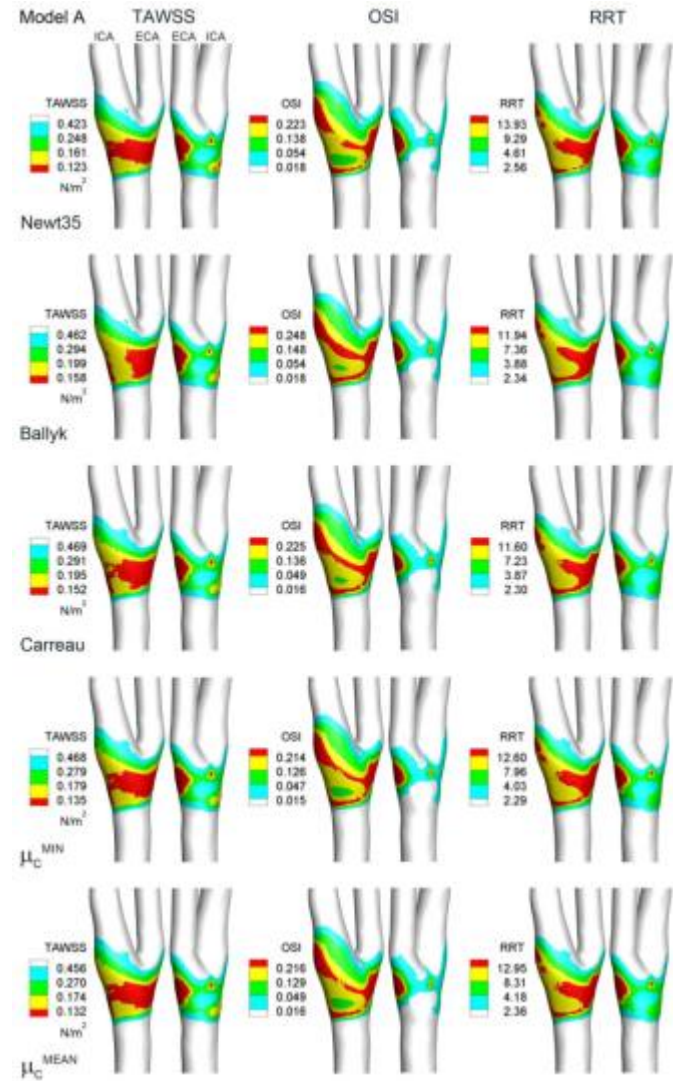 Model A TAWSS OSI RRT
ICA ECA ECA ICA
TAWSS OSI RRT
0.423 0.223 13.93
0.248 0.138 9.29
0.161 0.054 4.61
0.123 0.018 2.56
N/m²
Newt35
TAWSS OSI RRT
0.462 0.248 11.94
0.294 0.148 7.36
0.199 0.054 3.88
0.158 0.018 2.34
N/m²
Ballyk
TAWSS OSI RRT
0.469 0.225 11.60
0.291 0.136 7.23
0.195 0.049 3.87
0.152 0.016 2.30
N/m²
Carreau
TAWSS OSI RRT
0.468 0.214 12.60
0.279 0.126 7.96
0.179 0.047 4.03
0.135 0.015 2.29
N/m²
μC MIN
TAWSS OSI RRT
0.456 0.216 12.95
0.270 0.129 8.31
0.174 0.049 4.18
0.132 0.016 2.36
N/m²
μC MEAN